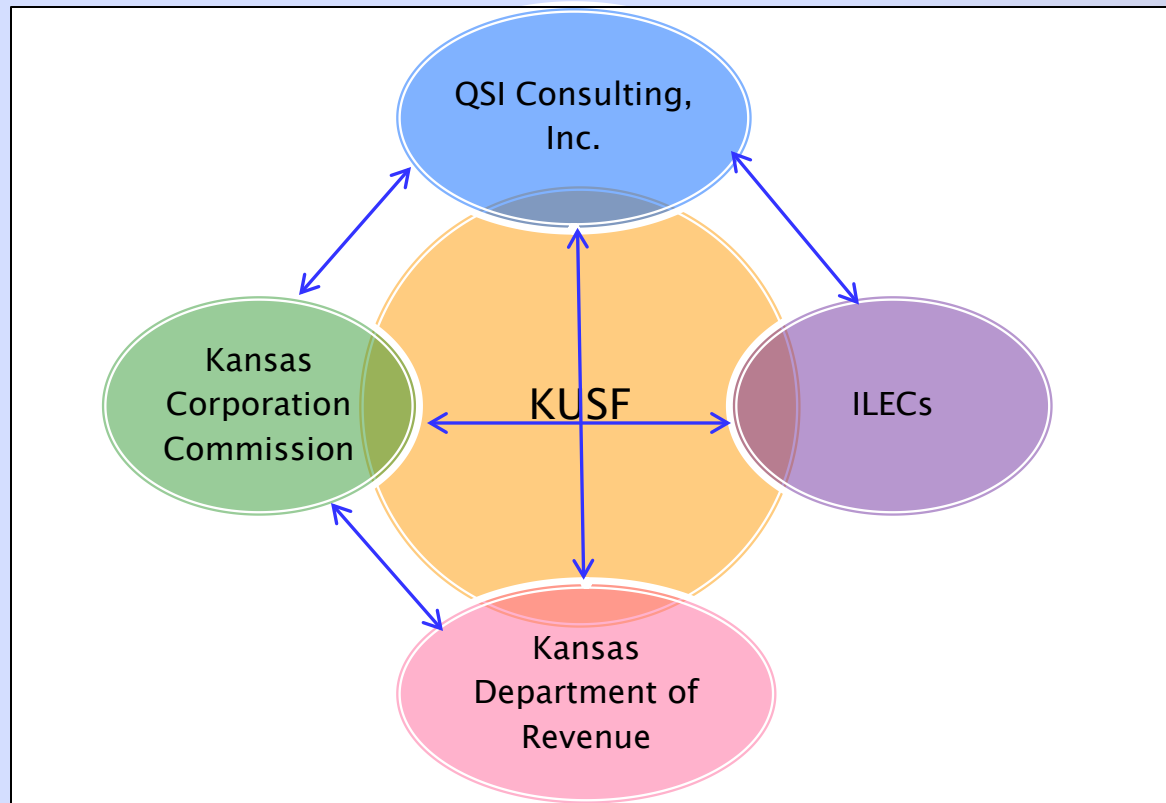 QSI Consulting,
Inc.
Kansas
Corporation
Commission
KUSF
ILECs
Kansas
Department of
Revenue